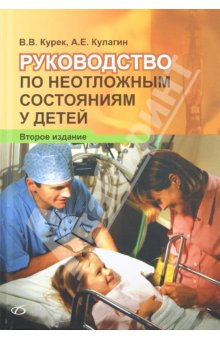 В.В. Курек, А.Е. Кулагин
РУКОВОДСТВО
ПО НЕОТЛОЖНЫМ
СОСТОЯНИЯМ
У ДЕТЕЙ
Второе издание